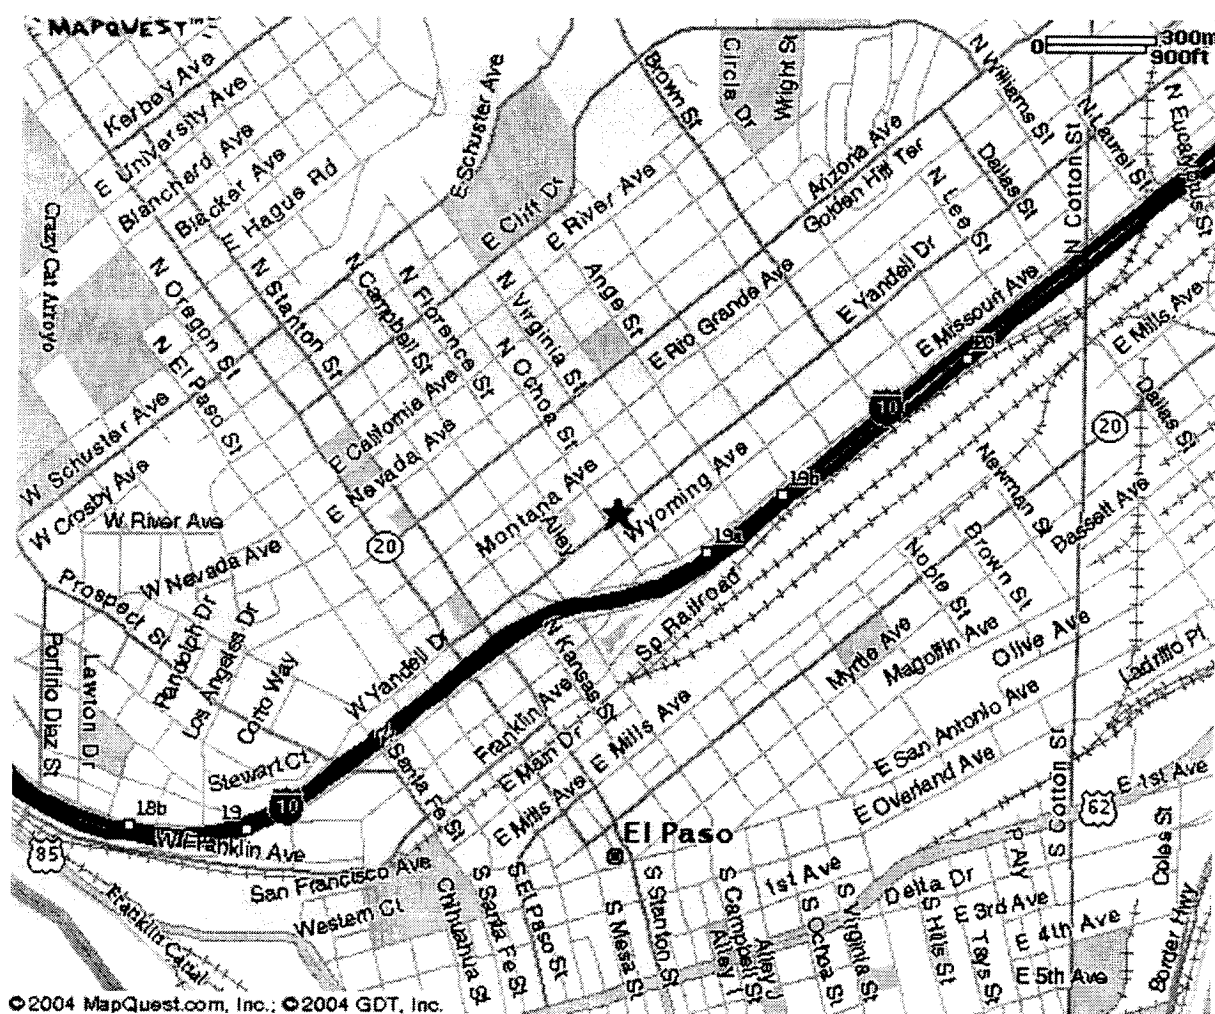 MAPQUEST™
0 300m
900ft
Kerbey Ave
E University Ave
Blanchard Ave
Blacker Ave
E Hague Rd
E Schuster Ave
E Cliff Dr
E River Ave
Brown St
Circle Dr
Wright St
Arizona Ave
Golden Hill Ter
N Williams St
Dallas St
N Lee St
N Cotton St
N Laurel St
N Eucalyptus St
Crazy Cat Arroyo
N Oregon St
N El Paso St
N Stanton St
N Campbell St
N Florence St
N Virginia St
N Ochoa St
Ange St
E Rio Grande Ave
E Yandell Dr
E Missouri Ave
E Mills Ave
Dallas St
20
10
20
E California Ave
E Nevada Ave
W Schuster Ave
W Crosby Ave
W River Ave
W Nevada Ave
Prospect St
Randolph Dr
Los Angeles Dr
Corto Way
Porfirio Diaz St
Lawton Dr
Stewart Ct
20
Montana Ave
Alley
Wyoming Ave
19b
19a
Sp Railroad
N Kansas St
W Yandell Dr
Franklin Ave
E Main Dr
E Mills Ave
E Mills Ave
Newman St
Bassett Ave
Brown St
Noble St
Myrtle Ave
Magoffin Ave
Olive Ave
Ladrillo Pl
E San Antonio Ave
E Overland Ave
E 1st Ave
62
S Cotton St
Coles St
P Aly
18b
19
10
W Franklin Ave
85
San Francisco Ave
Western Ct
Franklin Canal
Santa Fe St
Chihuahua St
S Santa Fe St
S El Paso St
El Paso
S Mesa St
S Stanton St
S Campbell St
Alley I
Alley J
1st Ave
S Ochoa St
S Virginia St
Delta Dr
S Hills St
S Tays St
E 3rd Ave
E 4th Ave
E 5th Ave
Border Hwy
©2004 MapQuest.com, Inc.; ©2004 GDT, Inc.